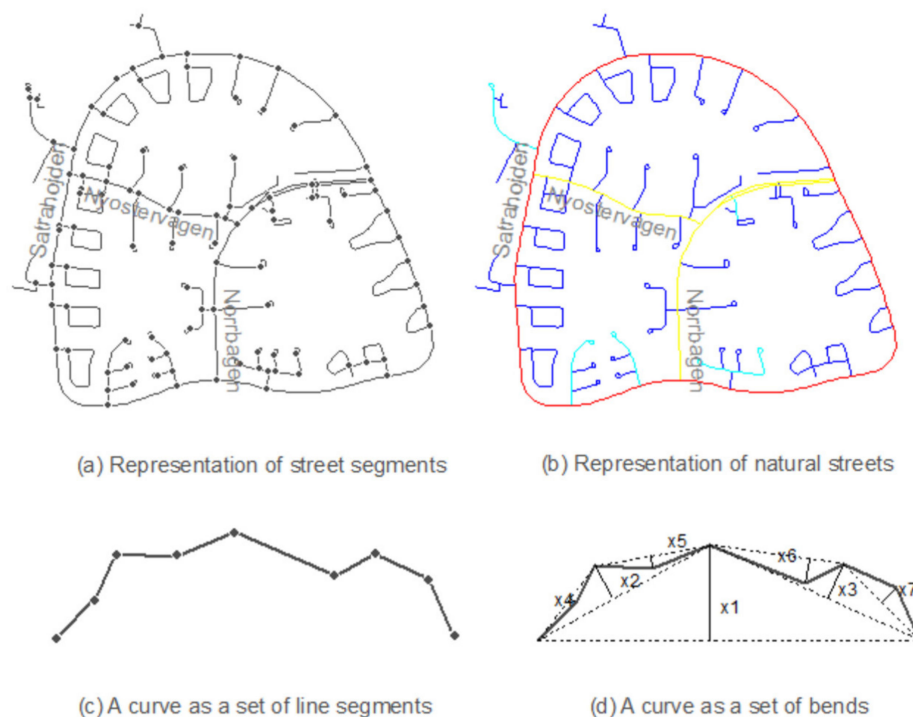 Satrahojden
Nyostervagen
Norrbagen
Satrahojden
Nyostervagen
Norrbagen
(a) Representation of street segments
(b) Representation of natural streets
x5
x6
x2
x3
x7
x4
x1
(c) A curve as a set of line segments
(d) A curve as a set of bends